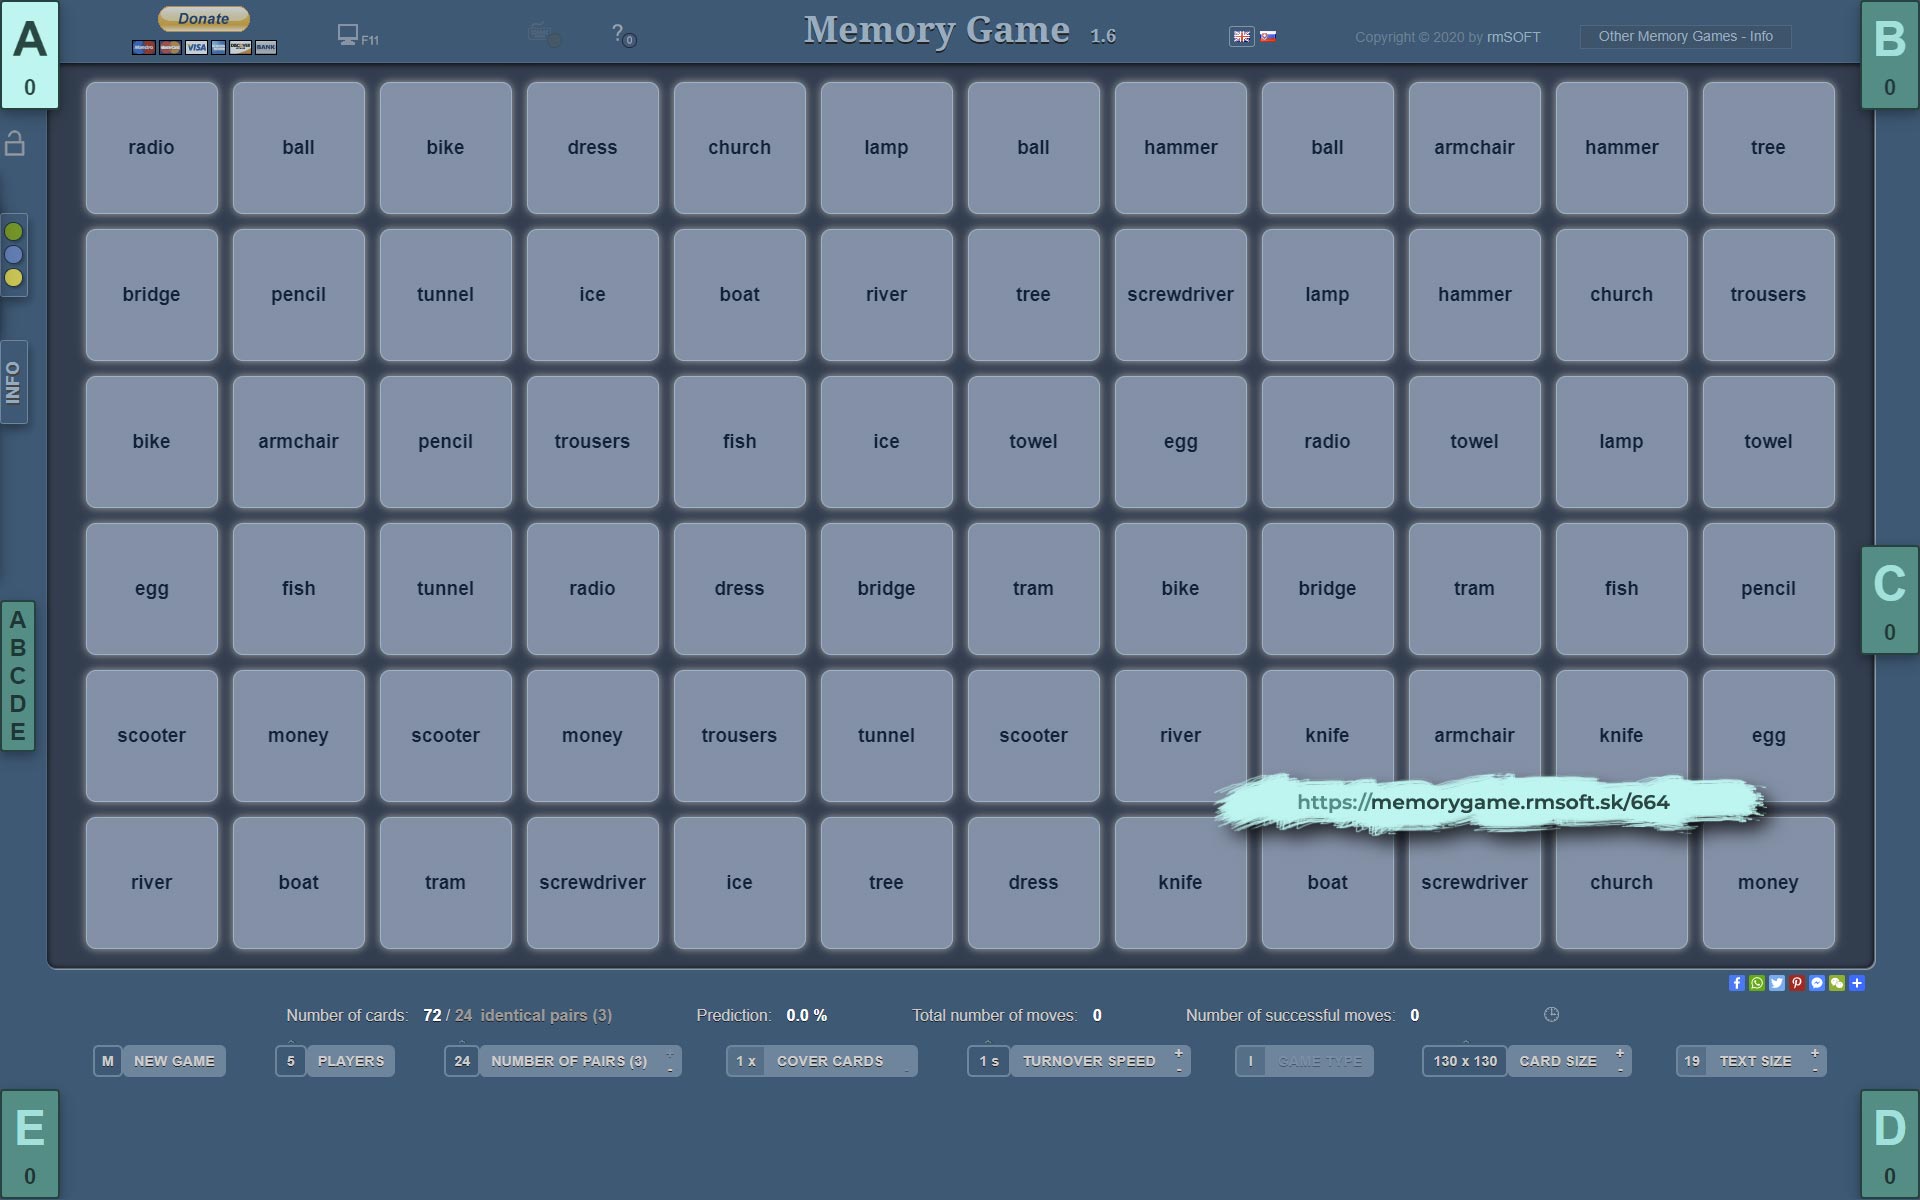 A
0
Donate
Maestro MasterCard VISA DISCOVER BANK
F11
? 0
Memory Game 1.6
Copyright © 2020 by rmSOFT
Other Memory Games - Info
B
0
radio ball bike dress church lamp ball hammer ball armchair hammer tree
bridge pencil tunnel ice boat river tree screwdriver lamp hammer church trousers
INFO
bike armchair pencil trousers fish ice towel egg radio towel lamp towel
egg fish tunnel radio dress bridge tram bike bridge tram fish pencil
C
0
A
B
C
D
E
scooter money scooter money trousers tunnel scooter river knife armchair knife egg
https://memorygame.rmsoft.sk/664
river boat tram screwdriver ice tree dress knife boat screwdriver church money
Number of cards: 72 / 24 identical pairs (3) Prediction: 0.0 % Total number of moves: 0 Number of successful moves: 0
M NEW GAME 5 PLAYERS 24 NUMBER OF PAIRS (3) + - 1 x COVER CARDS - 1 s TURNOVER SPEED + - I GAME TYPE 130 x 130 CARD SIZE + - 19 TEXT SIZE + -
E
0
D
0